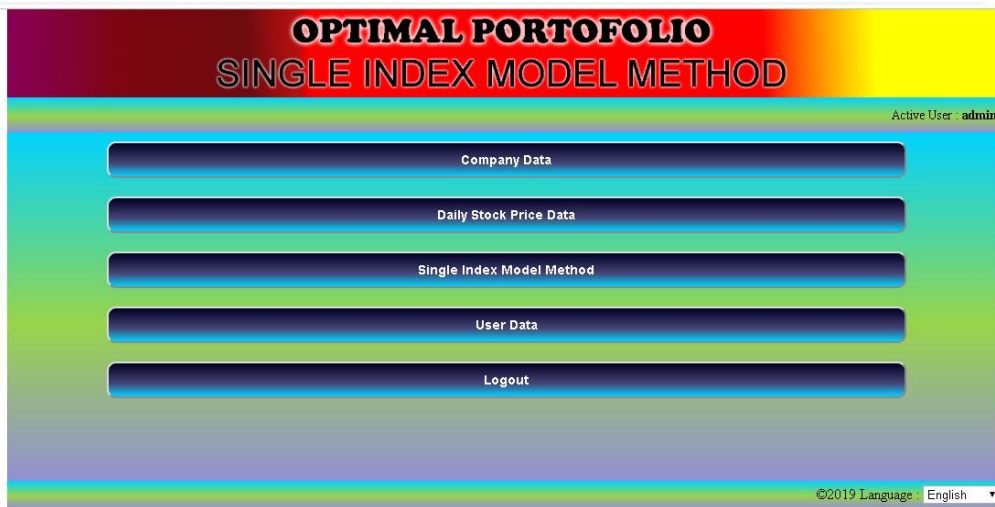 OPTIMAL PORTOFOLIO
SINGLE INDEX MODEL METHOD
Active User : admin
Company Data
Daily Stock Price Data
Single Index Model Method
User Data
Logout
©2019 Language : English